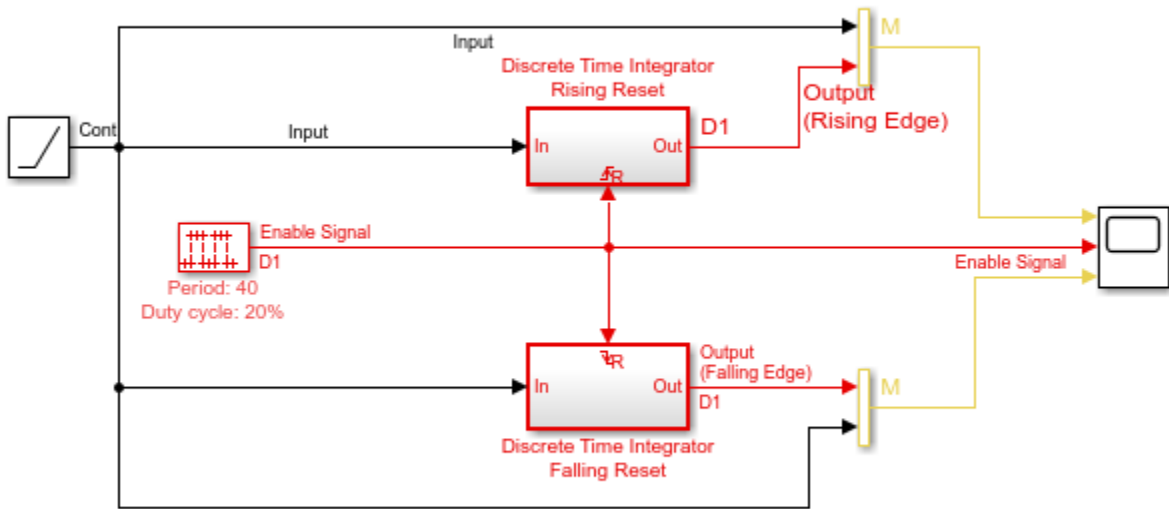 Input
M
Discrete Time Integrator
Rising Reset
Output
(Rising Edge)
Cont
Input
In
Out
D1
R
Enable Signal
D1
Period: 40
Duty cycle: 20%
Enable Signal
R
In
Out
Output
(Falling Edge)
D1
M
Discrete Time Integrator
Falling Reset